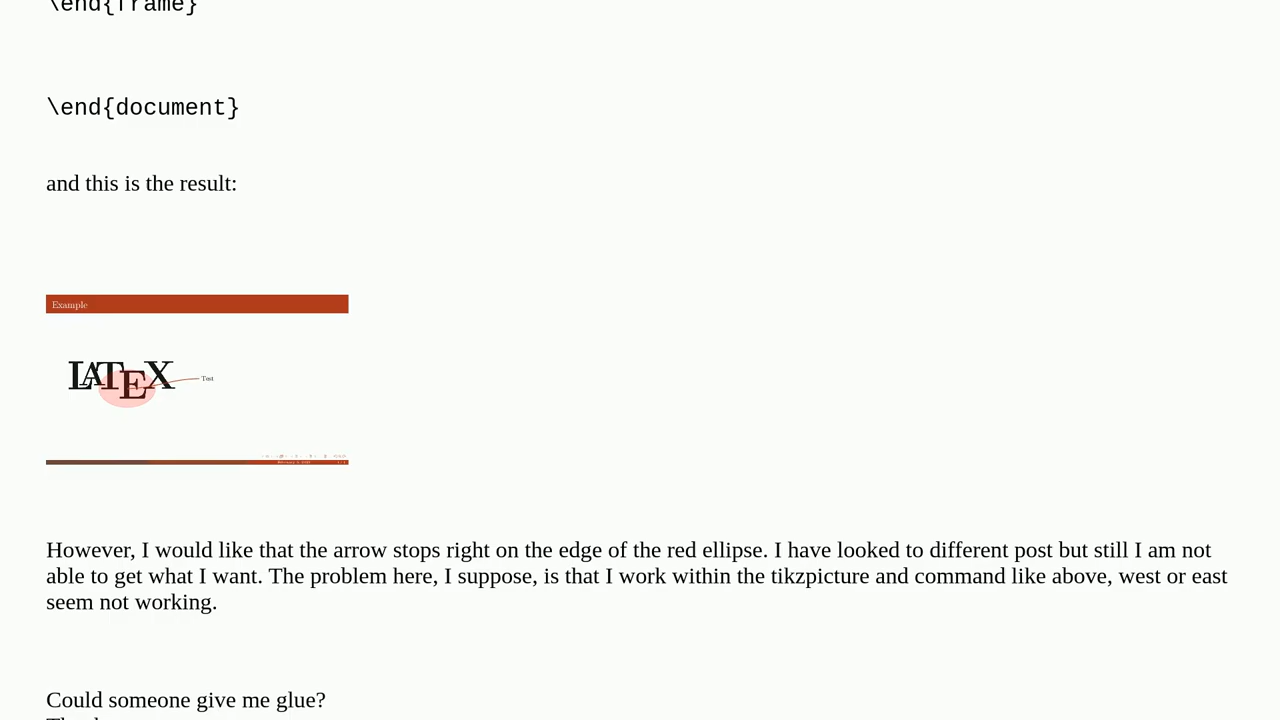 \end{frame}
\end{document}
and this is the result:
Example
LATEX
Test
However, I would like that the arrow stops right on the edge of the red ellipse. I have looked to different post but still I am not
able to get what I want. The problem here, I suppose, is that I work within the tikzpicture and command like above, west or east
seem not working.
Could someone give me glue?